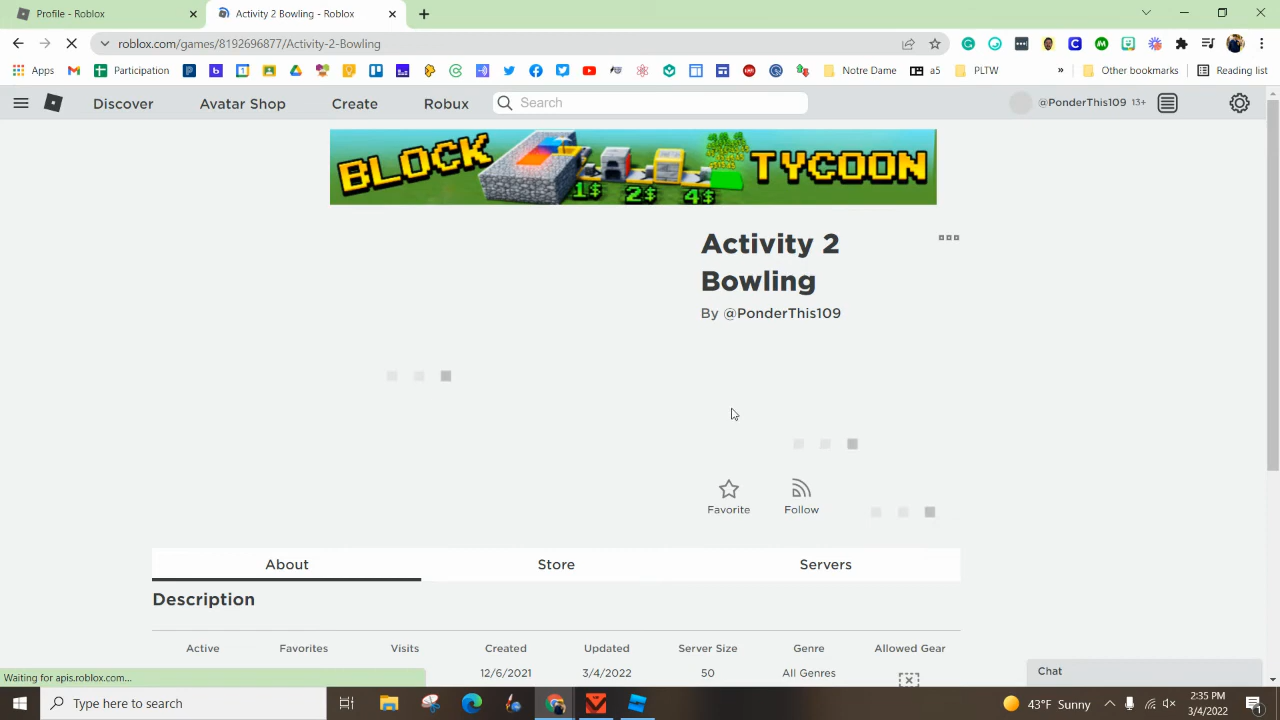 Profile - Roblox
Activity 2 Bowling - Roblox
roblox.com/games/8192696877/Activity-2-Bowling
Apps
Participation
Notre Dame
a5
PLTW
»
Other bookmarks
Reading list
Discover
Avatar Shop
Create
Robux
Search
@PonderThis109 13+
BLOCK TYCOON
1$ 2$ 4$
Activity 2
Bowling
By @PonderThis109
Favorite
Follow
About
Store
Servers
Description
Active
Favorites
Visits
Created
Updated
Server Size
Genre
Allowed Gear
12/6/2021
3/4/2022
50
All Genres
Chat
Waiting for apis.roblox.com...
Type here to search
43°F Sunny
2:35 PM
3/4/2022